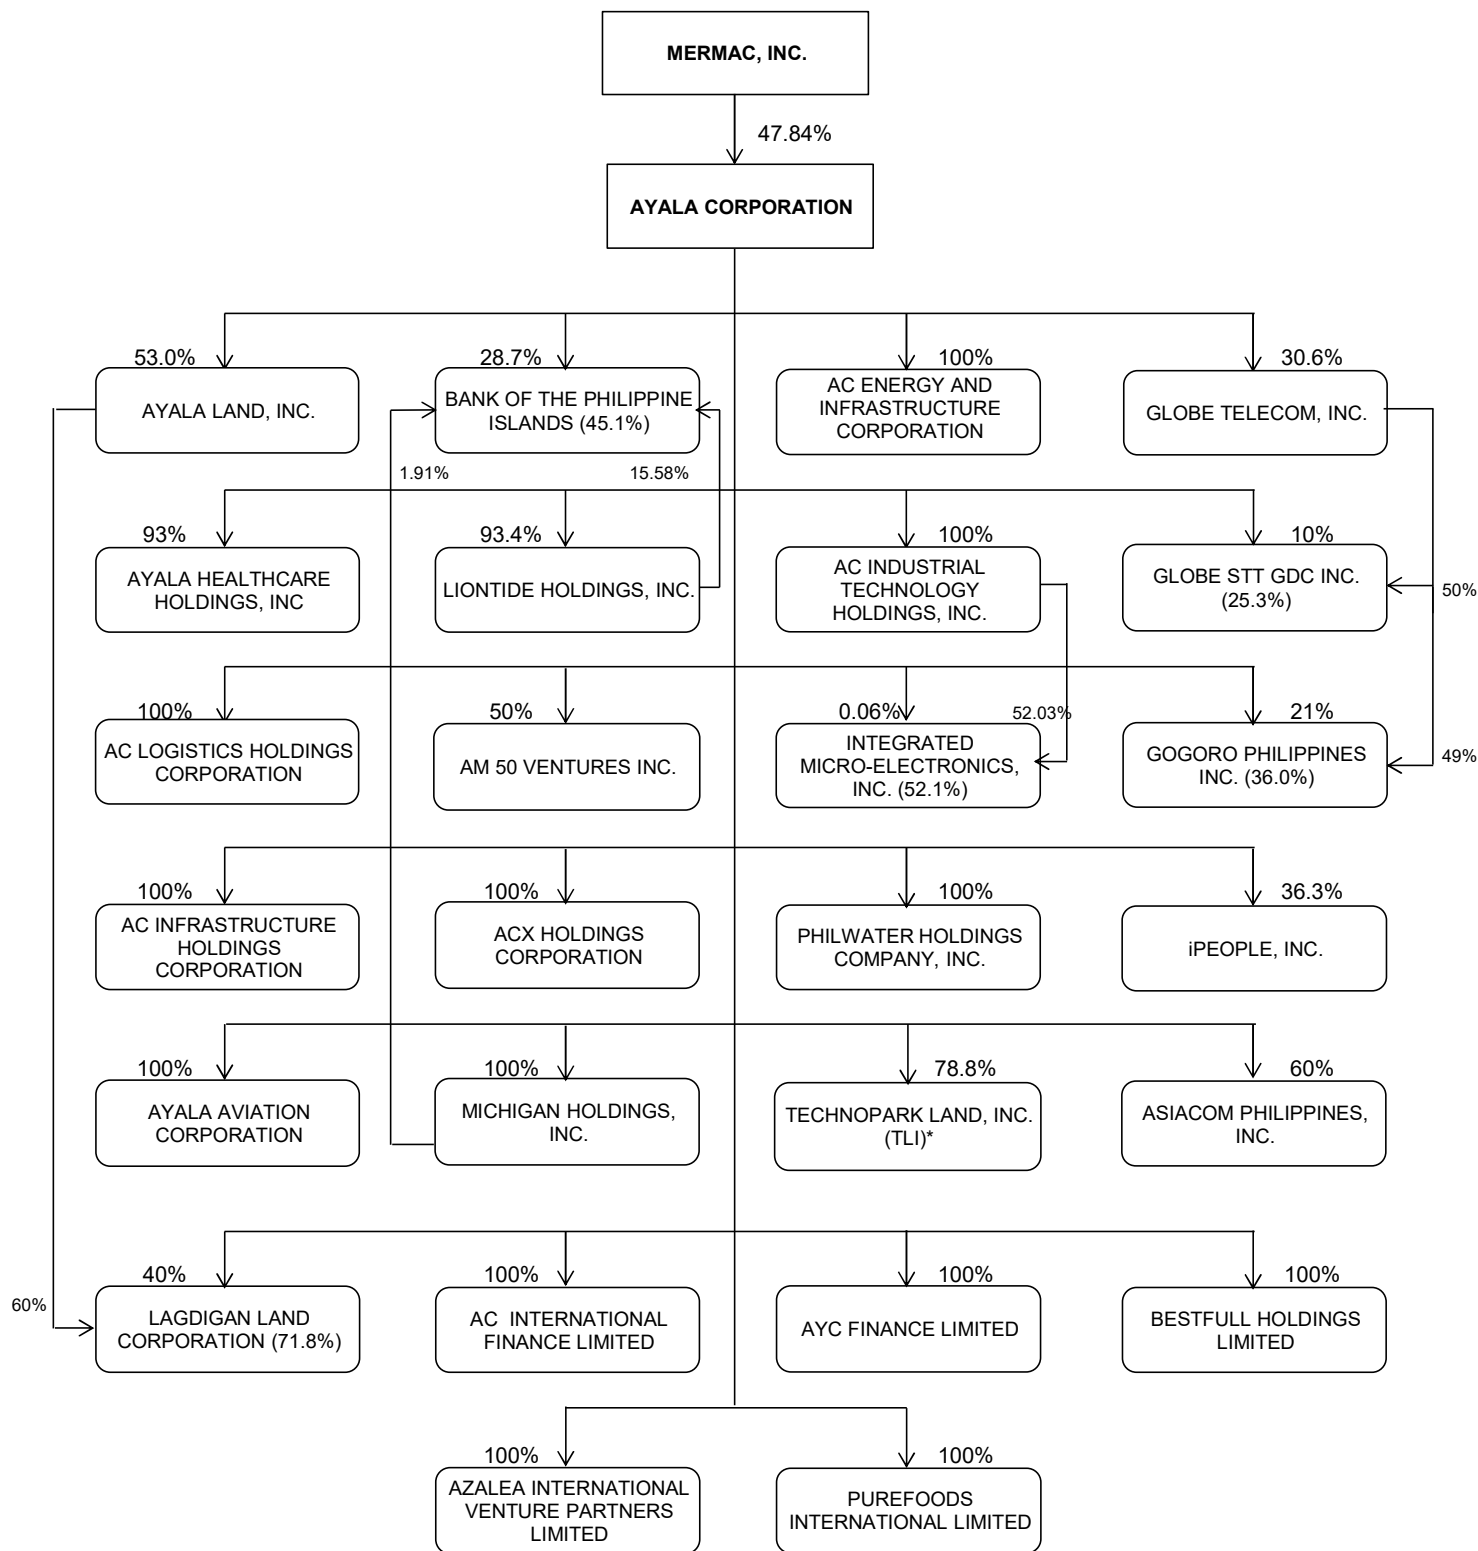 MERMAC, INC.
47.84%
AYALA CORPORATION
53.0%
28.7%
100%
30.6%
AYALA LAND, INC.
BANK OF THE PHILIPPINE
ISLANDS (45.1%)
AC ENERGY AND
INFRASTRUCTURE
CORPORATION
GLOBE TELECOM, INC.
1.91%
15.58%
93%
93.4%
100%
10%
AYALA HEALTHCARE
HOLDINGS, INC
LIONTIDE HOLDINGS, INC.
AC INDUSTRIAL
TECHNOLOGY
HOLDINGS, INC.
GLOBE STT GDC INC.
(25.3%)
50%
100%
50%
0.06%
52.03%
21%
AC LOGISTICS HOLDINGS
CORPORATION
AM 50 VENTURES INC.
INTEGRATED
MICRO-ELECTRONICS,
INC. (52.1%)
GOGORO PHILIPPINES
INC. (36.0%)
49%
100%
100%
100%
36.3%
AC INFRASTRUCTURE
HOLDINGS
CORPORATION
ACX HOLDINGS
CORPORATION
PHILWATER HOLDINGS
COMPANY, INC.
iPEOPLE, INC.
100%
100%
78.8%
60%
AYALA AVIATION
CORPORATION
MICHIGAN HOLDINGS,
INC.
TECHNOPARK LAND, INC.
(TLI)*
ASIACOM PHILIPPINES,
INC.
40%
100%
100%
100%
60%
LAGDIGAN LAND
CORPORATION (71.8%)
AC INTERNATIONAL
FINANCE LIMITED
AYC FINANCE LIMITED
BESTFULL HOLDINGS
LIMITED
100%
100%
AZALEA INTERNATIONAL
VENTURE PARTNERS
LIMITED
PUREFOODS
INTERNATIONAL LIMITED